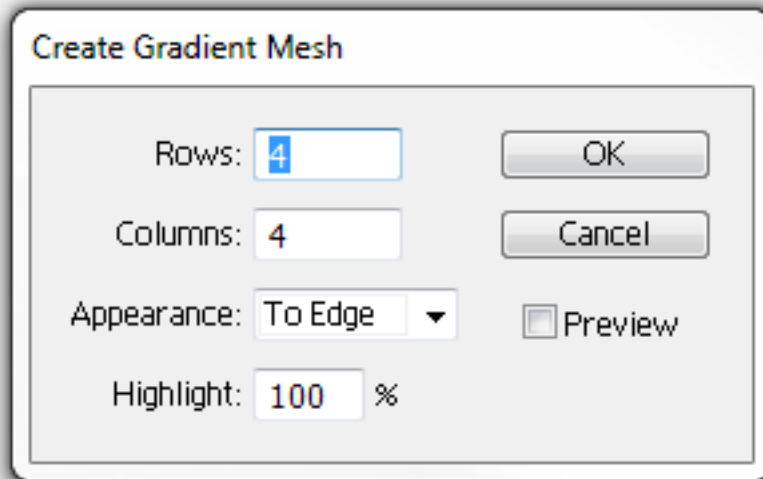 Create Gradient Mesh
Rows: 4
OK
Columns: 4
Cancel
Appearance: To Edge
Preview
Highlight: 100 %